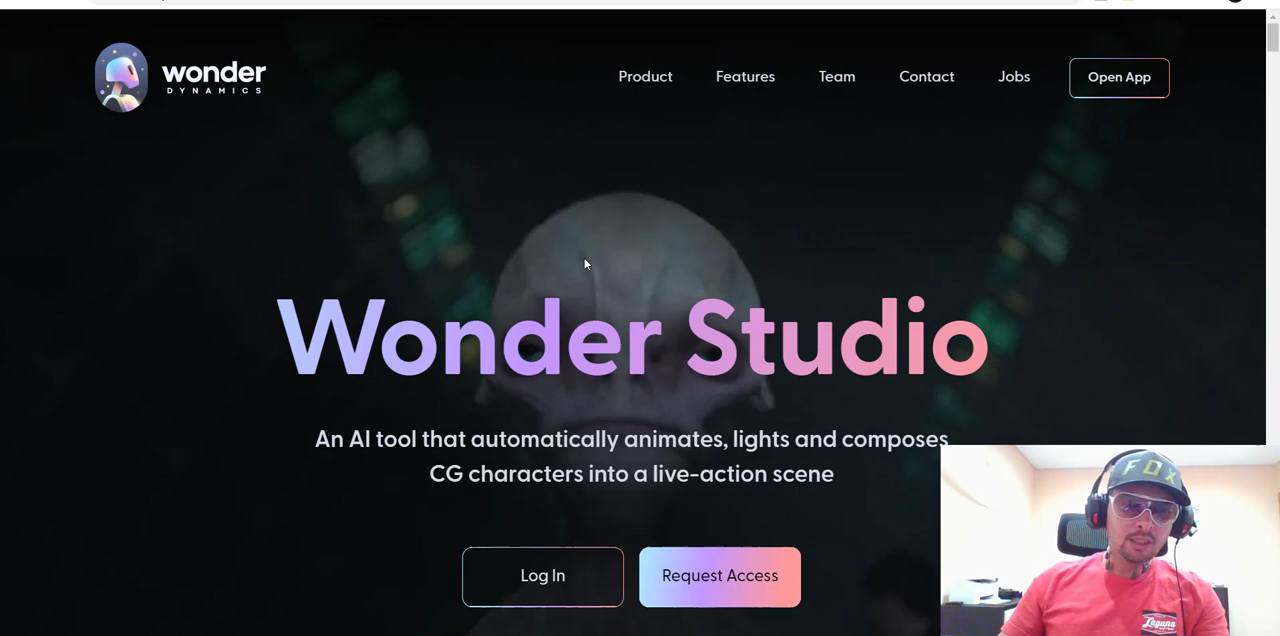 wonder
DYNAMICS
Product
Features
Team
Contact
Jobs
Open App
Wonder Studio
An AI tool that automatically animates, lights and composes
CG characters into a live-action scene
Log In
Request Access
FOX
Laguna